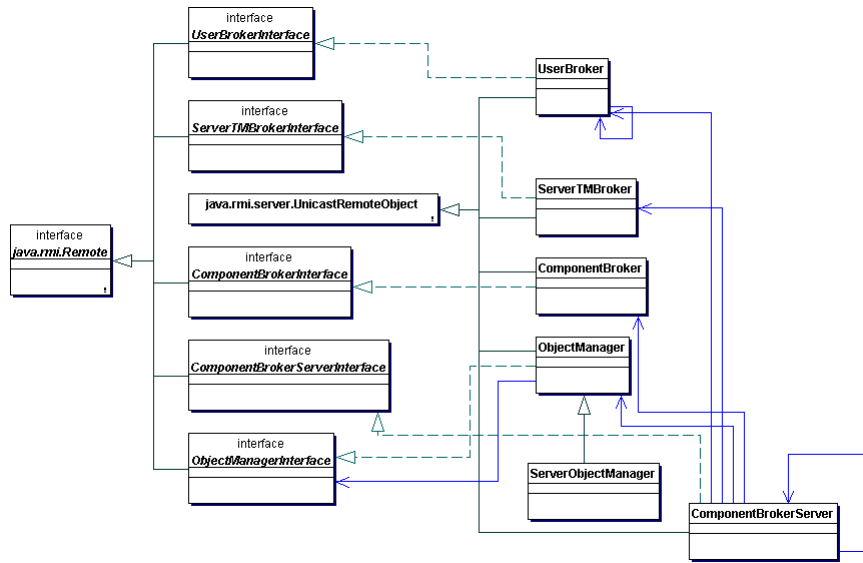 interface
UserBrokerInterface
UserBroker
interface
ServerTMBrokerInterface
ServerTMBroker
java.rmi.server.UnicastRemoteObject
interface
java.rmi.Remote
interface
ComponentBrokerInterface
ComponentBroker
interface
ComponentBrokerServerInterface
ObjectManager
interface
ObjectManagerInterface
ServerObjectManager
ComponentBrokerServer